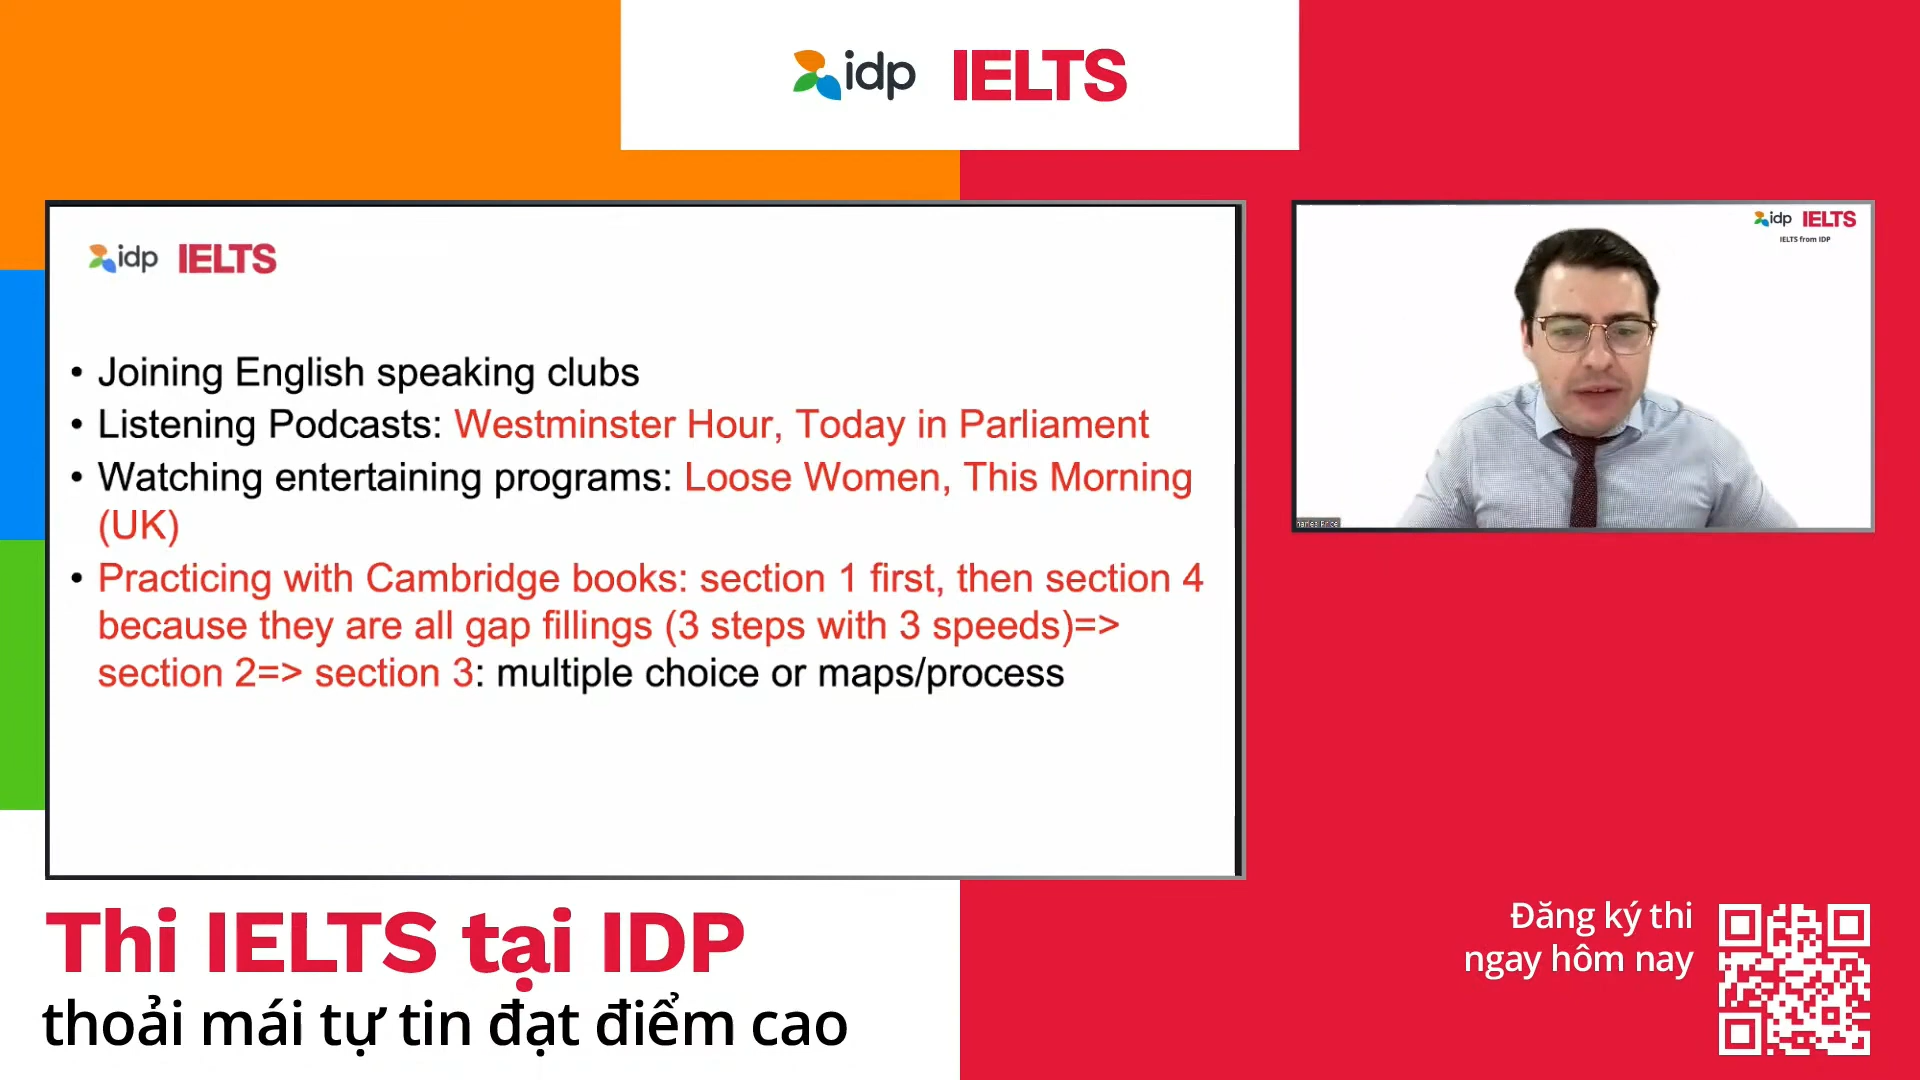 idp IELTS
idp IELTS
• Joining English speaking clubs
• Listening Podcasts: Westminster Hour, Today in Parliament
• Watching entertaining programs: Loose Women, This Morning
(UK)
• Practicing with Cambridge books: section 1 first, then section 4
because they are all gap fillings (3 steps with 3 speeds)=>
section 2=> section 3: multiple choice or maps/process
idp IELTS
IELTS from IDP
Thi IELTS tại IDP
thoải mái tự tin đạt điểm cao
Đăng ký thi
ngay hôm nay